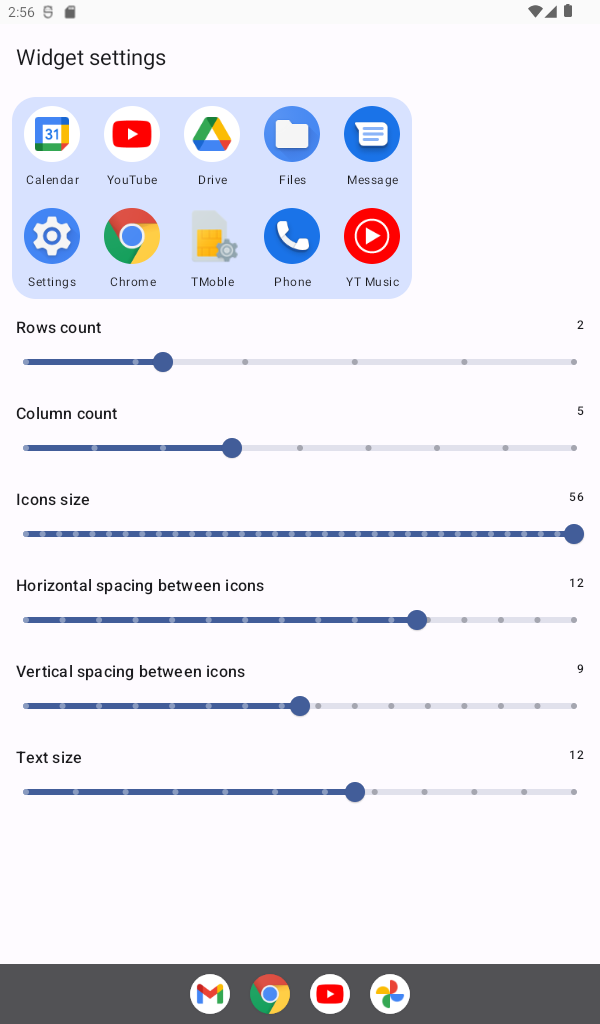 2:56
Widget settings
31
Calendar YouTube Drive Files Message
Settings Chrome TMoble Phone YT Music
Rows count 2
Column count 5
Icons size 56
Horizontal spacing between icons 12
Vertical spacing between icons 9
Text size 12